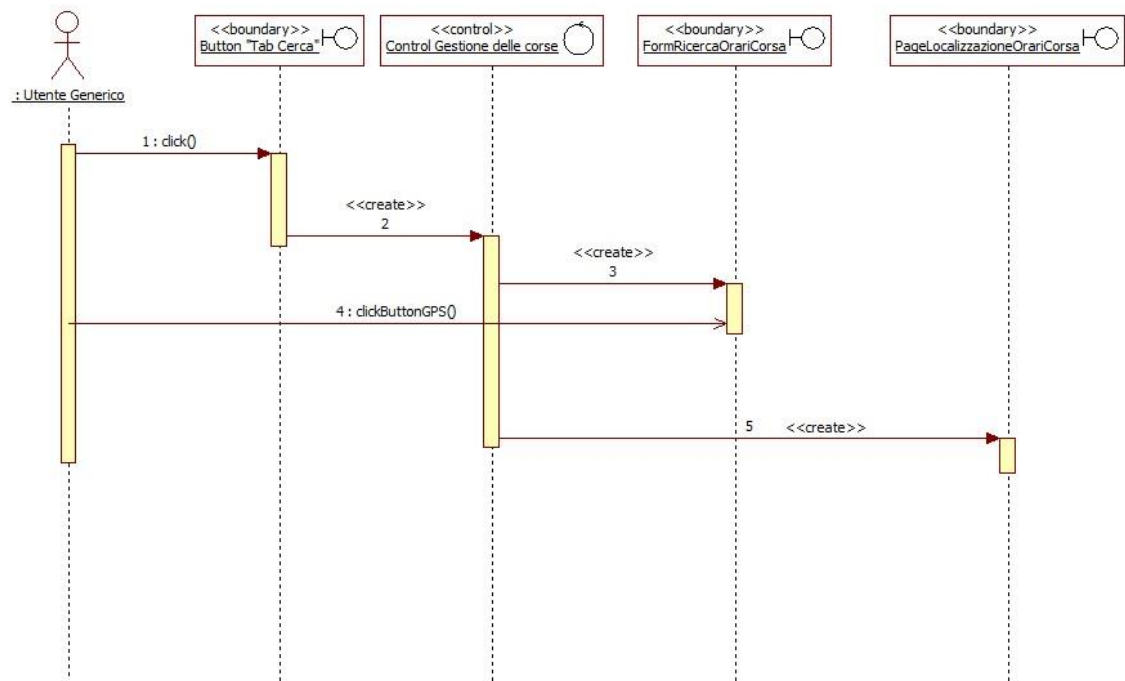 <<boundary>>
Button "Tab Cerca"
<<control>>
Control Gestione delle corse
<<boundary>>
FormRicercaOrariCorsa
<<boundary>>
PageLocalizzazioneOrariCorsa
: Utente Generico
1 : click()
<<create>>
2
<<create>>
3
4 : clickButtonGPS()
5 <<create>>